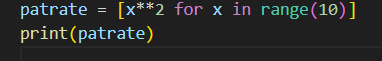 patrate = [x**2 for x in range(10)]
print(patrate)